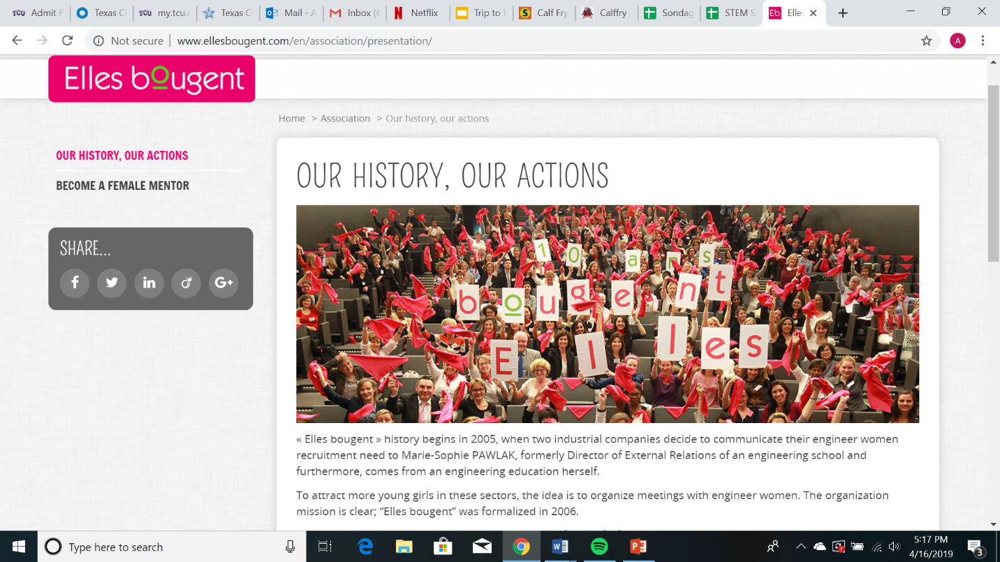 Admit P
Texas C
my.tcu.e
Texas C
Mail - A
Inbox (6
Netflix
Trip to
Calf Fry
Calffry
Sondag
STEM S
Elles
Not secure
www.ellesbougent.com/en/association/presentation/
Elles bougent
Home > Association > Our history, our actions
OUR HISTORY, OUR ACTIONS
BECOME A FEMALE MENTOR
SHARE...
OUR HISTORY, OUR ACTIONS
10 ans
bougent
Elles
« Elles bougent » history begins in 2005, when two industrial companies decide to communicate their engineer women
recruitment need to Marie-Sophie PAWLAK, formerly Director of External Relations of an engineering school and
furthermore, comes from an engineering education herself.
To attract more young girls in these sectors, the idea is to organize meetings with engineer women. The organization
mission is clear; “Elles bougent” was formalized in 2006.
Type here to search
5:17 PM
4/16/2019
3